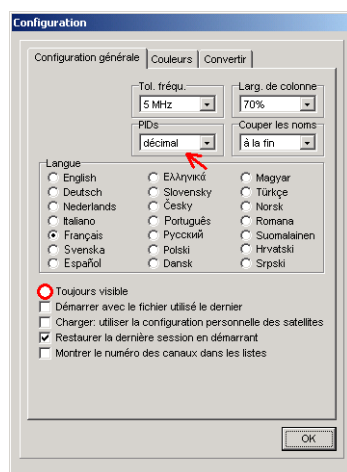 Configuration
Configuration générale Couleurs Convertir
Tol. fréqu. Larg. de colonne
5 MHz 70%
PIDs Couper les noms
décimal à la fin
Langue
English Ελληνικά Magyar
Deutsch Slovensky Türkçe
Nederlands Česky Norsk
Italiano Português Romana
Français Русский Suomalainen
Svenska Polski Hrvatski
Español Dansk Srpski
Toujours visible
Démarrer avec le fichier utilisé le dernier
Charger: utiliser la configuration personnelle des satellites
Restaurer la dernière session en démarrant
Montrer le numéro des canaux dans les listes
OK